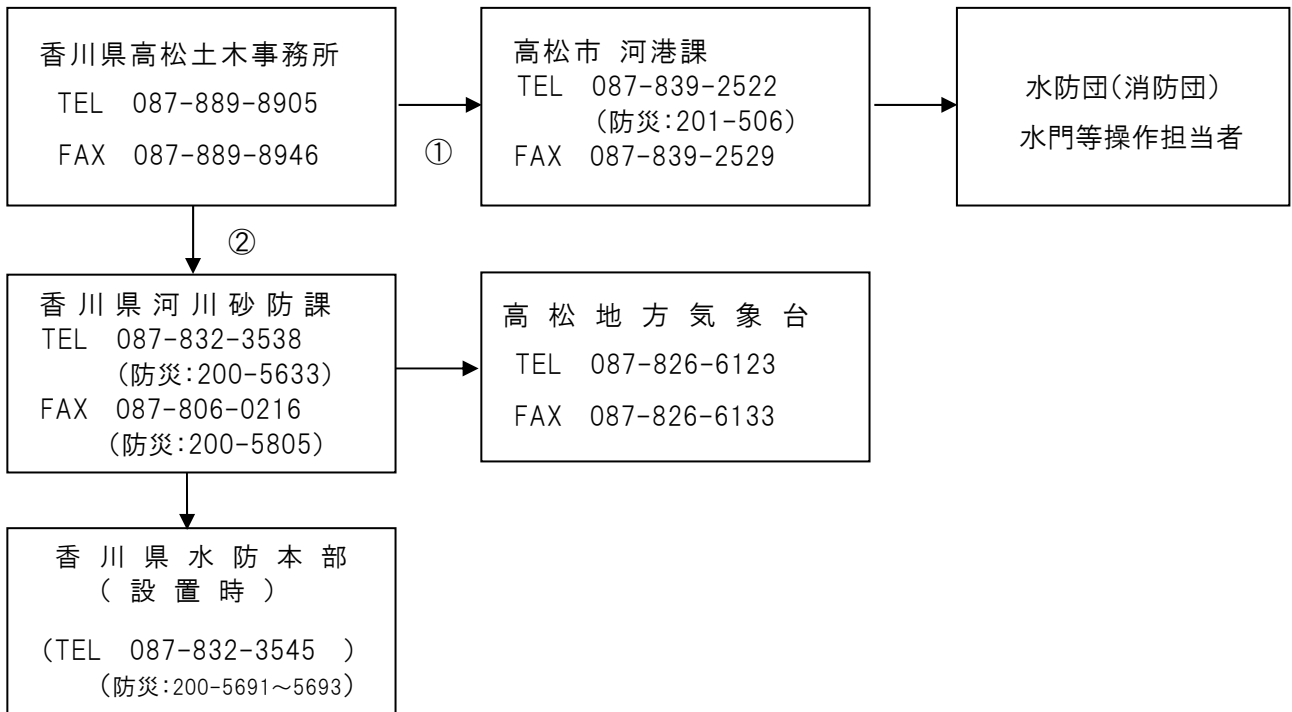 香川県高松土木事務所
TEL 087-889-8905
FAX 087-889-8946
①
高松市 河港課
TEL 087-839-2522
(防災:201-506)
FAX 087-839-2529
水防団(消防団)
水門等操作担当者
②
香川県河川砂防課
TEL 087-832-3538
(防災:200-5633)
FAX 087-806-0216
(防災:200-5805)
高松地方気象台
TEL 087-826-6123
FAX 087-826-6133
香川県水防本部
(設置時)
(TEL 087-832-3545 )
(防災:200-5691～5693)